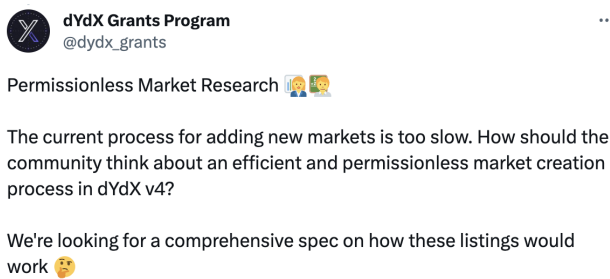 dYdX Grants Program
@dydx_grants
Permissionless Market Research
The current process for adding new markets is too slow. How should the
community think about an efficient and permissionless market creation
process in dYdX v4?
We're looking for a comprehensive spec on how these listings would
work 🤔